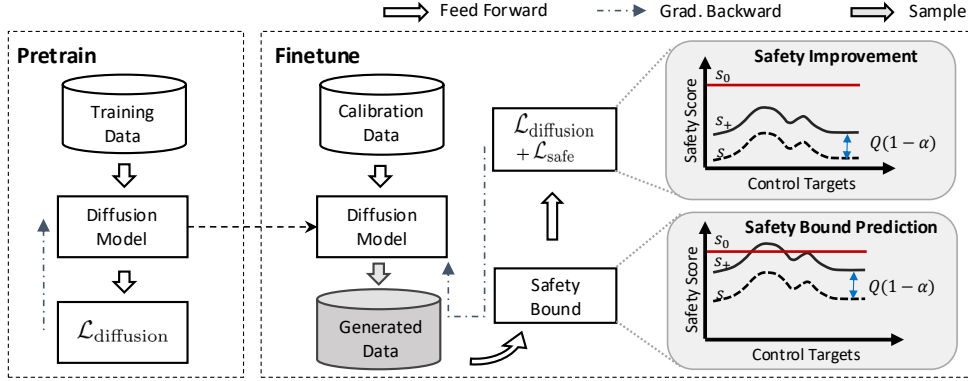 Feed Forward
Grad. Backward
Sample
Pretrain
Training
Data
Diffusion
Model
ℒdiffusion
Finetune
Calibration
Data
Diffusion
Model
Generated
Data
ℒdiffusion
+ℒsafe
Safety
Bound
Safety Improvement
Safety Score
s0
s+
s
Q(1 − α)
Control Targets
Safety Bound Prediction
Safety Score
s0
s+
s
Q(1 − α)
Control Targets